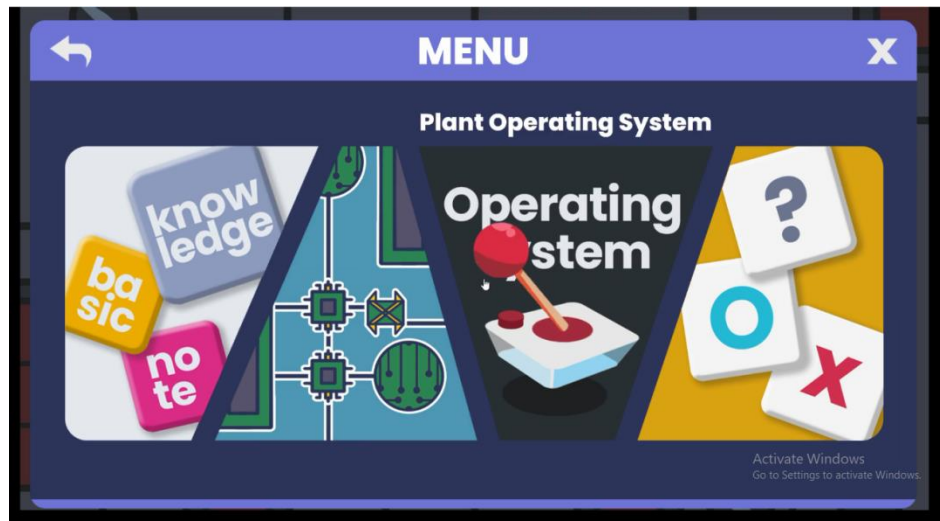 MENU
X
Plant Operating System
know
ledge
ba
sic
no
te
Operating
System
?
O
X
Activate Windows
Go to Settings to activate Windows.